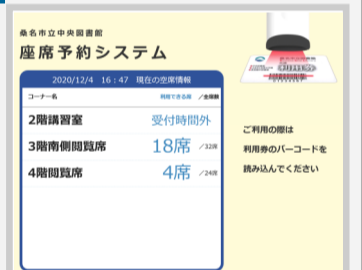 桑名市立中央図書館
座席予約システム
2020/12/4 16：47 現在の空席情報
コーナー名 利用できる席 ／全席数
2階講習室 受付時間外
3階南側閲覧席 18席 ／32席
4階閲覧席 4席 ／24席
ご利用の際は
利用券のバーコードを
読み込んでください